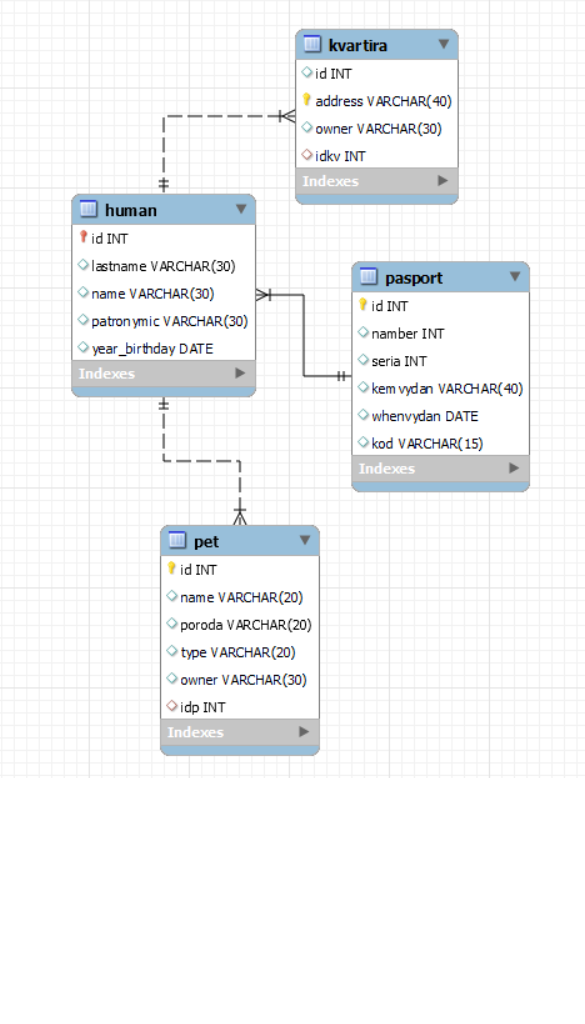 kvartira
id INT
address VARCHAR(40)
owner VARCHAR(30)
idkv INT
Indexes
human
id INT
lastname VARCHAR(30)
name VARCHAR(30)
patronymic VARCHAR(30)
year_birthday DATE
Indexes
pasport
id INT
namber INT
seria INT
kemvydan VARCHAR(40)
whenvydan DATE
kod VARCHAR(15)
Indexes
pet
id INT
name VARCHAR(20)
poroda VARCHAR(20)
type VARCHAR(20)
owner VARCHAR(30)
idp INT
Indexes